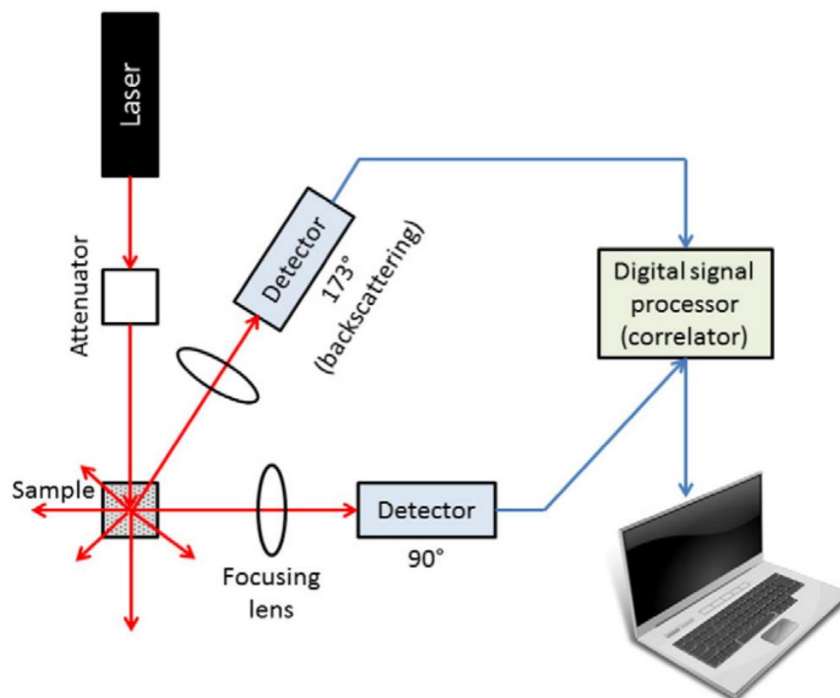 Laser
Attenuator
Detector
173°
(backscattering)
Digital signal
processor
(correlator)
Sample
Focusing
lens
Detector
90°